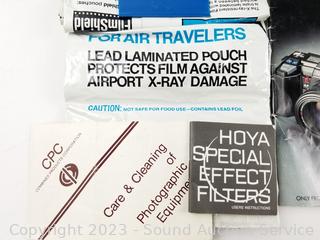 FilmShield
FOR AIR TRAVELERS
LEAD LAMINATED POUCH
PROTECTS FILM AGAINST
AIRPORT X-RAY DAMAGE
CAUTION: NOT SAFE FOR FOOD USE—CONTAINS LEAD FOIL
CPC
Care & Cleaning
of
Photographic
Equipment
HOYA
SPECIAL
EFFECT
FILTERS
USERS INSTRUCTIONS
Copyright 2023 - Sound Auction Service